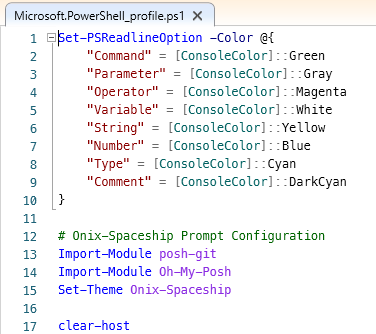 Microsoft.PowerShell_profile.ps1 ×
1 Set-PSReadlineOption -Color @{
2     "Command" = [ConsoleColor]::Green
3     "Parameter" = [ConsoleColor]::Gray
4     "Operator" = [ConsoleColor]::Magenta
5     "Variable" = [ConsoleColor]::White
6     "String" = [ConsoleColor]::Yellow
7     "Number" = [ConsoleColor]::Blue
8     "Type" = [ConsoleColor]::Cyan
9     "Comment" = [ConsoleColor]::DarkCyan
10 }
11
12 # Onix-Spaceship Prompt Configuration
13 Import-Module posh-git
14 Import-Module Oh-My-Posh
15 Set-Theme Onix-Spaceship
16
17 clear-host